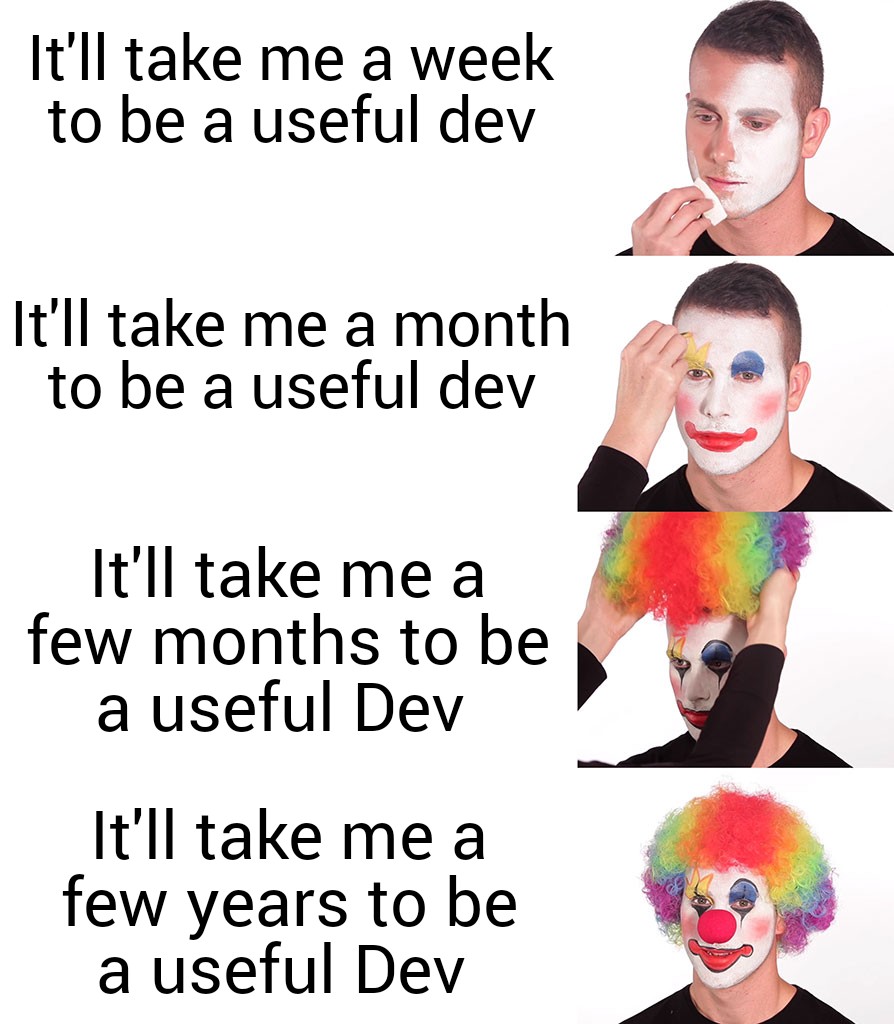 It'll take me a week
to be a useful dev
It'll take me a month
to be a useful dev
It'll take me a
few months to be
a useful Dev
It'll take me a
few years to be
a useful Dev